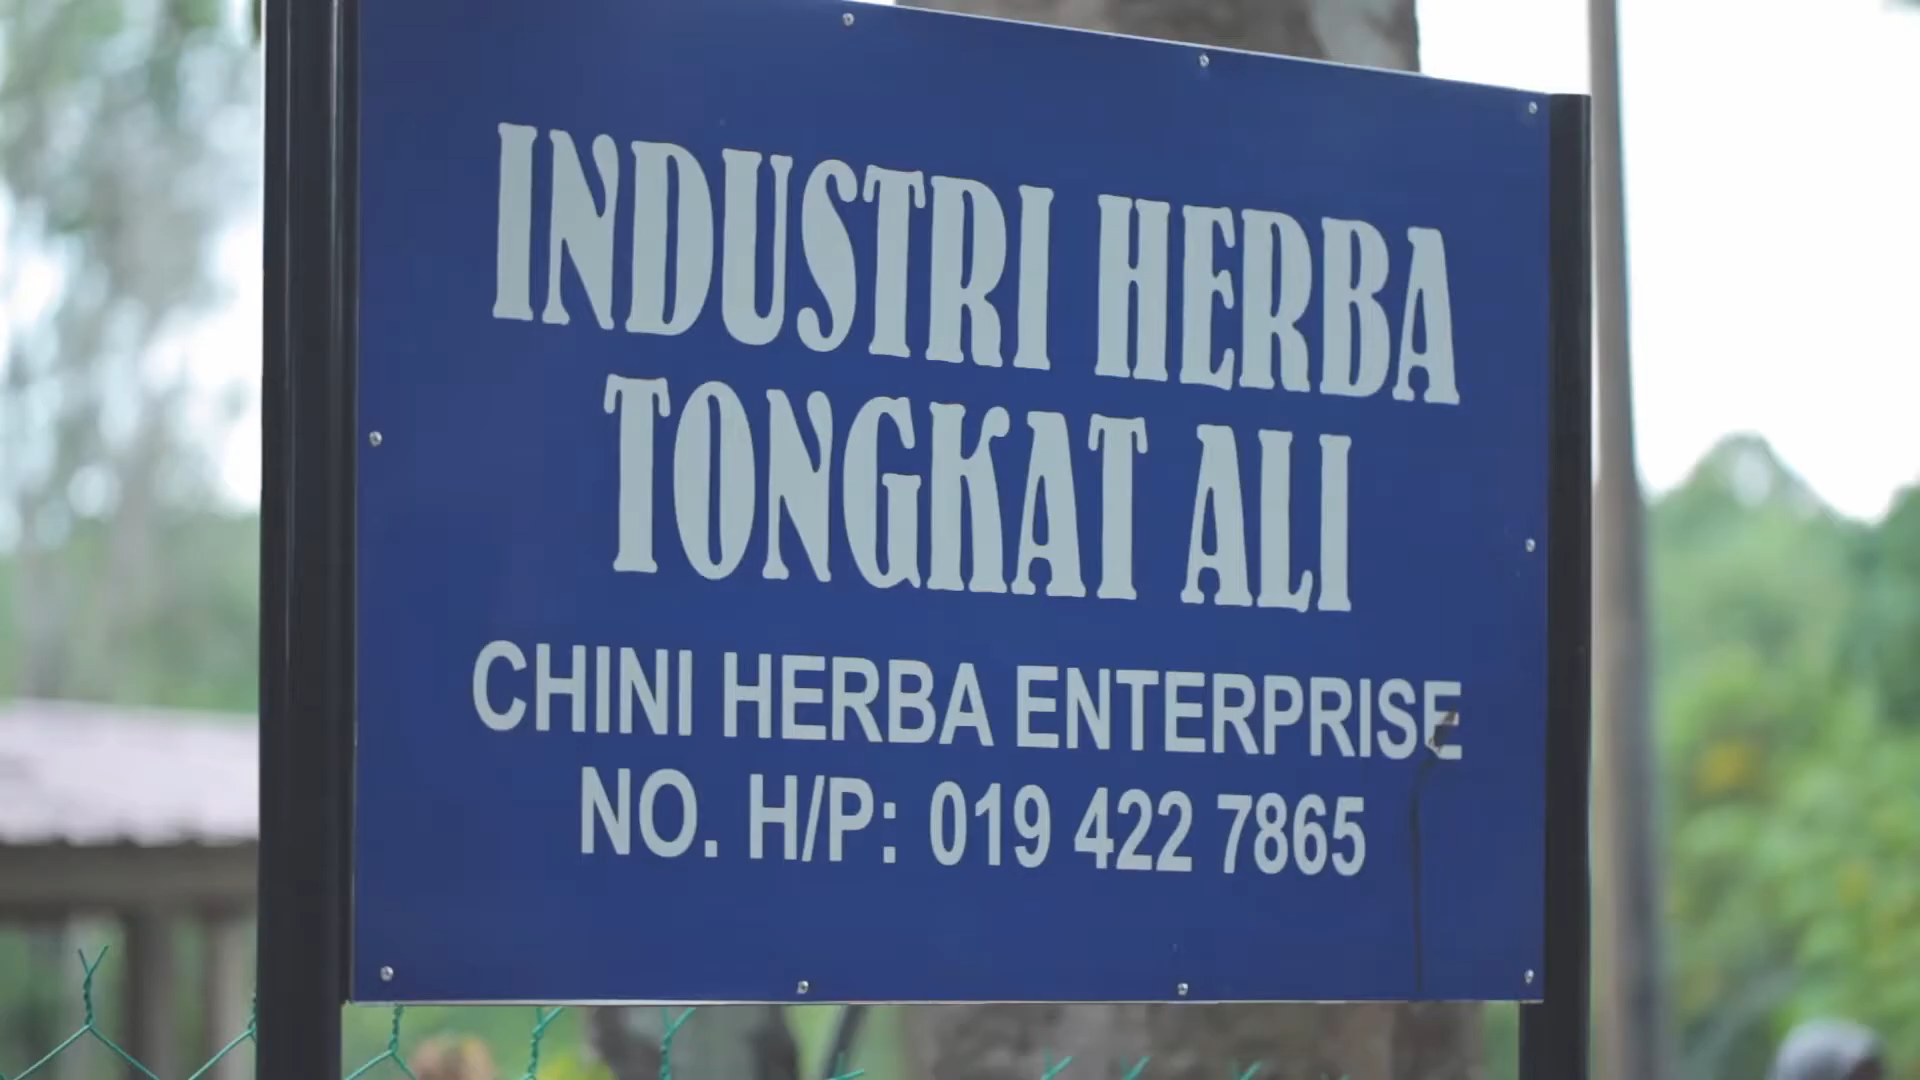 INDUSTRI HERBA
TONGKAT ALI
CHINI HERBA ENTERPRISE
NO. H/P: 019 422 7865